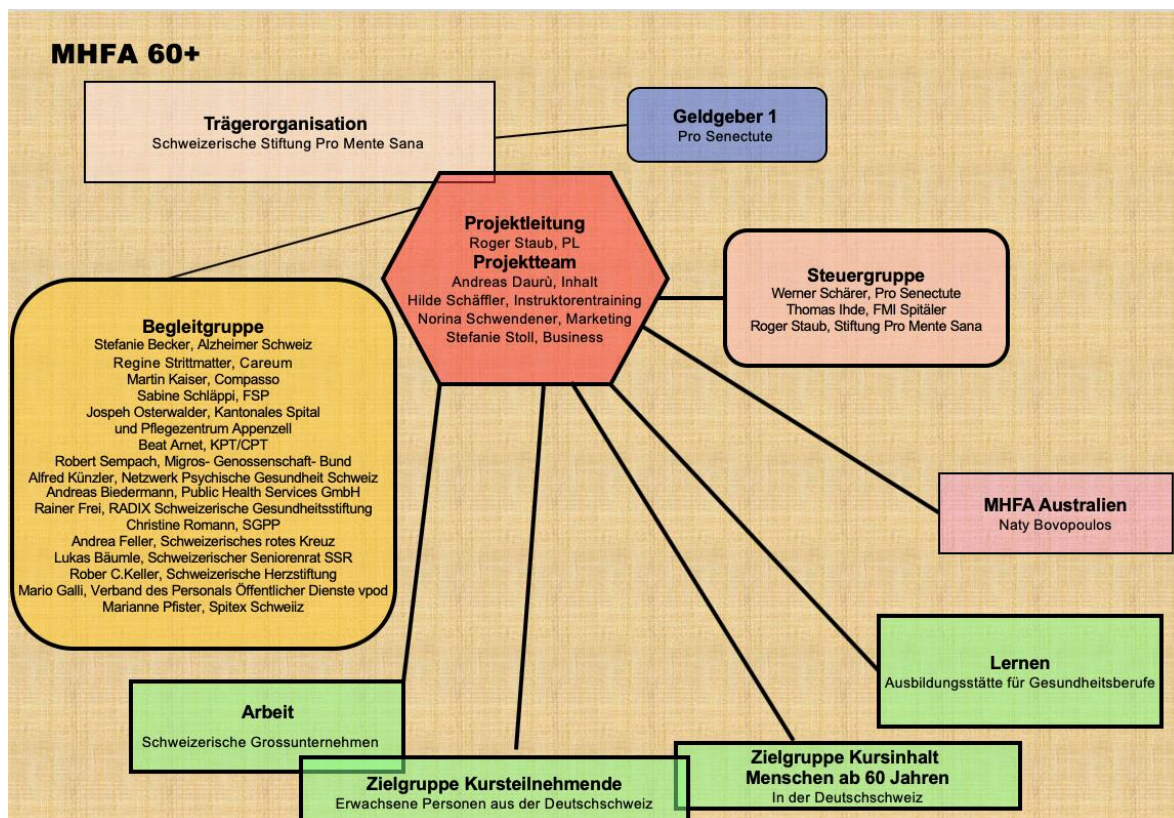 MHFA 60+
Trägerorganisation
Schweizerische Stiftung Pro Mente Sana
Geldgeber 1
Pro Senectute
Projektleitung
Roger Staub, PL
Projektteam
Andreas Daurù, Inhalt
Hilde Schäffler, Instruktorentraining
Norina Schwendener, Marketing
Stefanie Stoll, Business
Steuergruppe
Werner Schärer, Pro Senectute
Thomas Ihde, FMI Spitäler
Roger Staub, Stiftung Pro Mente Sana
Begleitgruppe
Stefanie Becker, Alzheimer Schweiz
Regine Strittmatter, Careum
Martin Kaiser, Compasso
Sabine Schläppi, FSP
Jospeh Osterwalder, Kantonales Spital
und Pflegezentrum Appenzell
Beat Arnet, KPT/CPT
Robert Sempach, Migros- Genossenschaft- Bund
Alfred Künzler, Netzwerk Psychische Gesundheit Schweiz
Andreas Biedermann, Public Health Services GmbH
Rainer Frei, RADIX Schweizerische Gesundheitsstiftung
Christine Romann, SGPP
Andrea Feller, Schweizerisches rotes Kreuz
Lukas Bäumle, Schweizerischer Seniorenrat SSR
Rober C.Keller, Schweizerische Herzstiftung
Mario Galli, Verband des Personals Öffentlicher Dienste vpod
Marianne Pfister, Spitex Schweiiz
MHFA Australien
Naty Bovopoulos
Lernen
Ausbildungsstätte für Gesundheitsberufe
Arbeit
Schweizerische Grossunternehmen
Zielgruppe Kursteilnehmende
Erwachsene Personen aus der Deutschschweiz
Zielgruppe Kursinhalt
Menschen ab 60 Jahren
In der Deutschschweiz